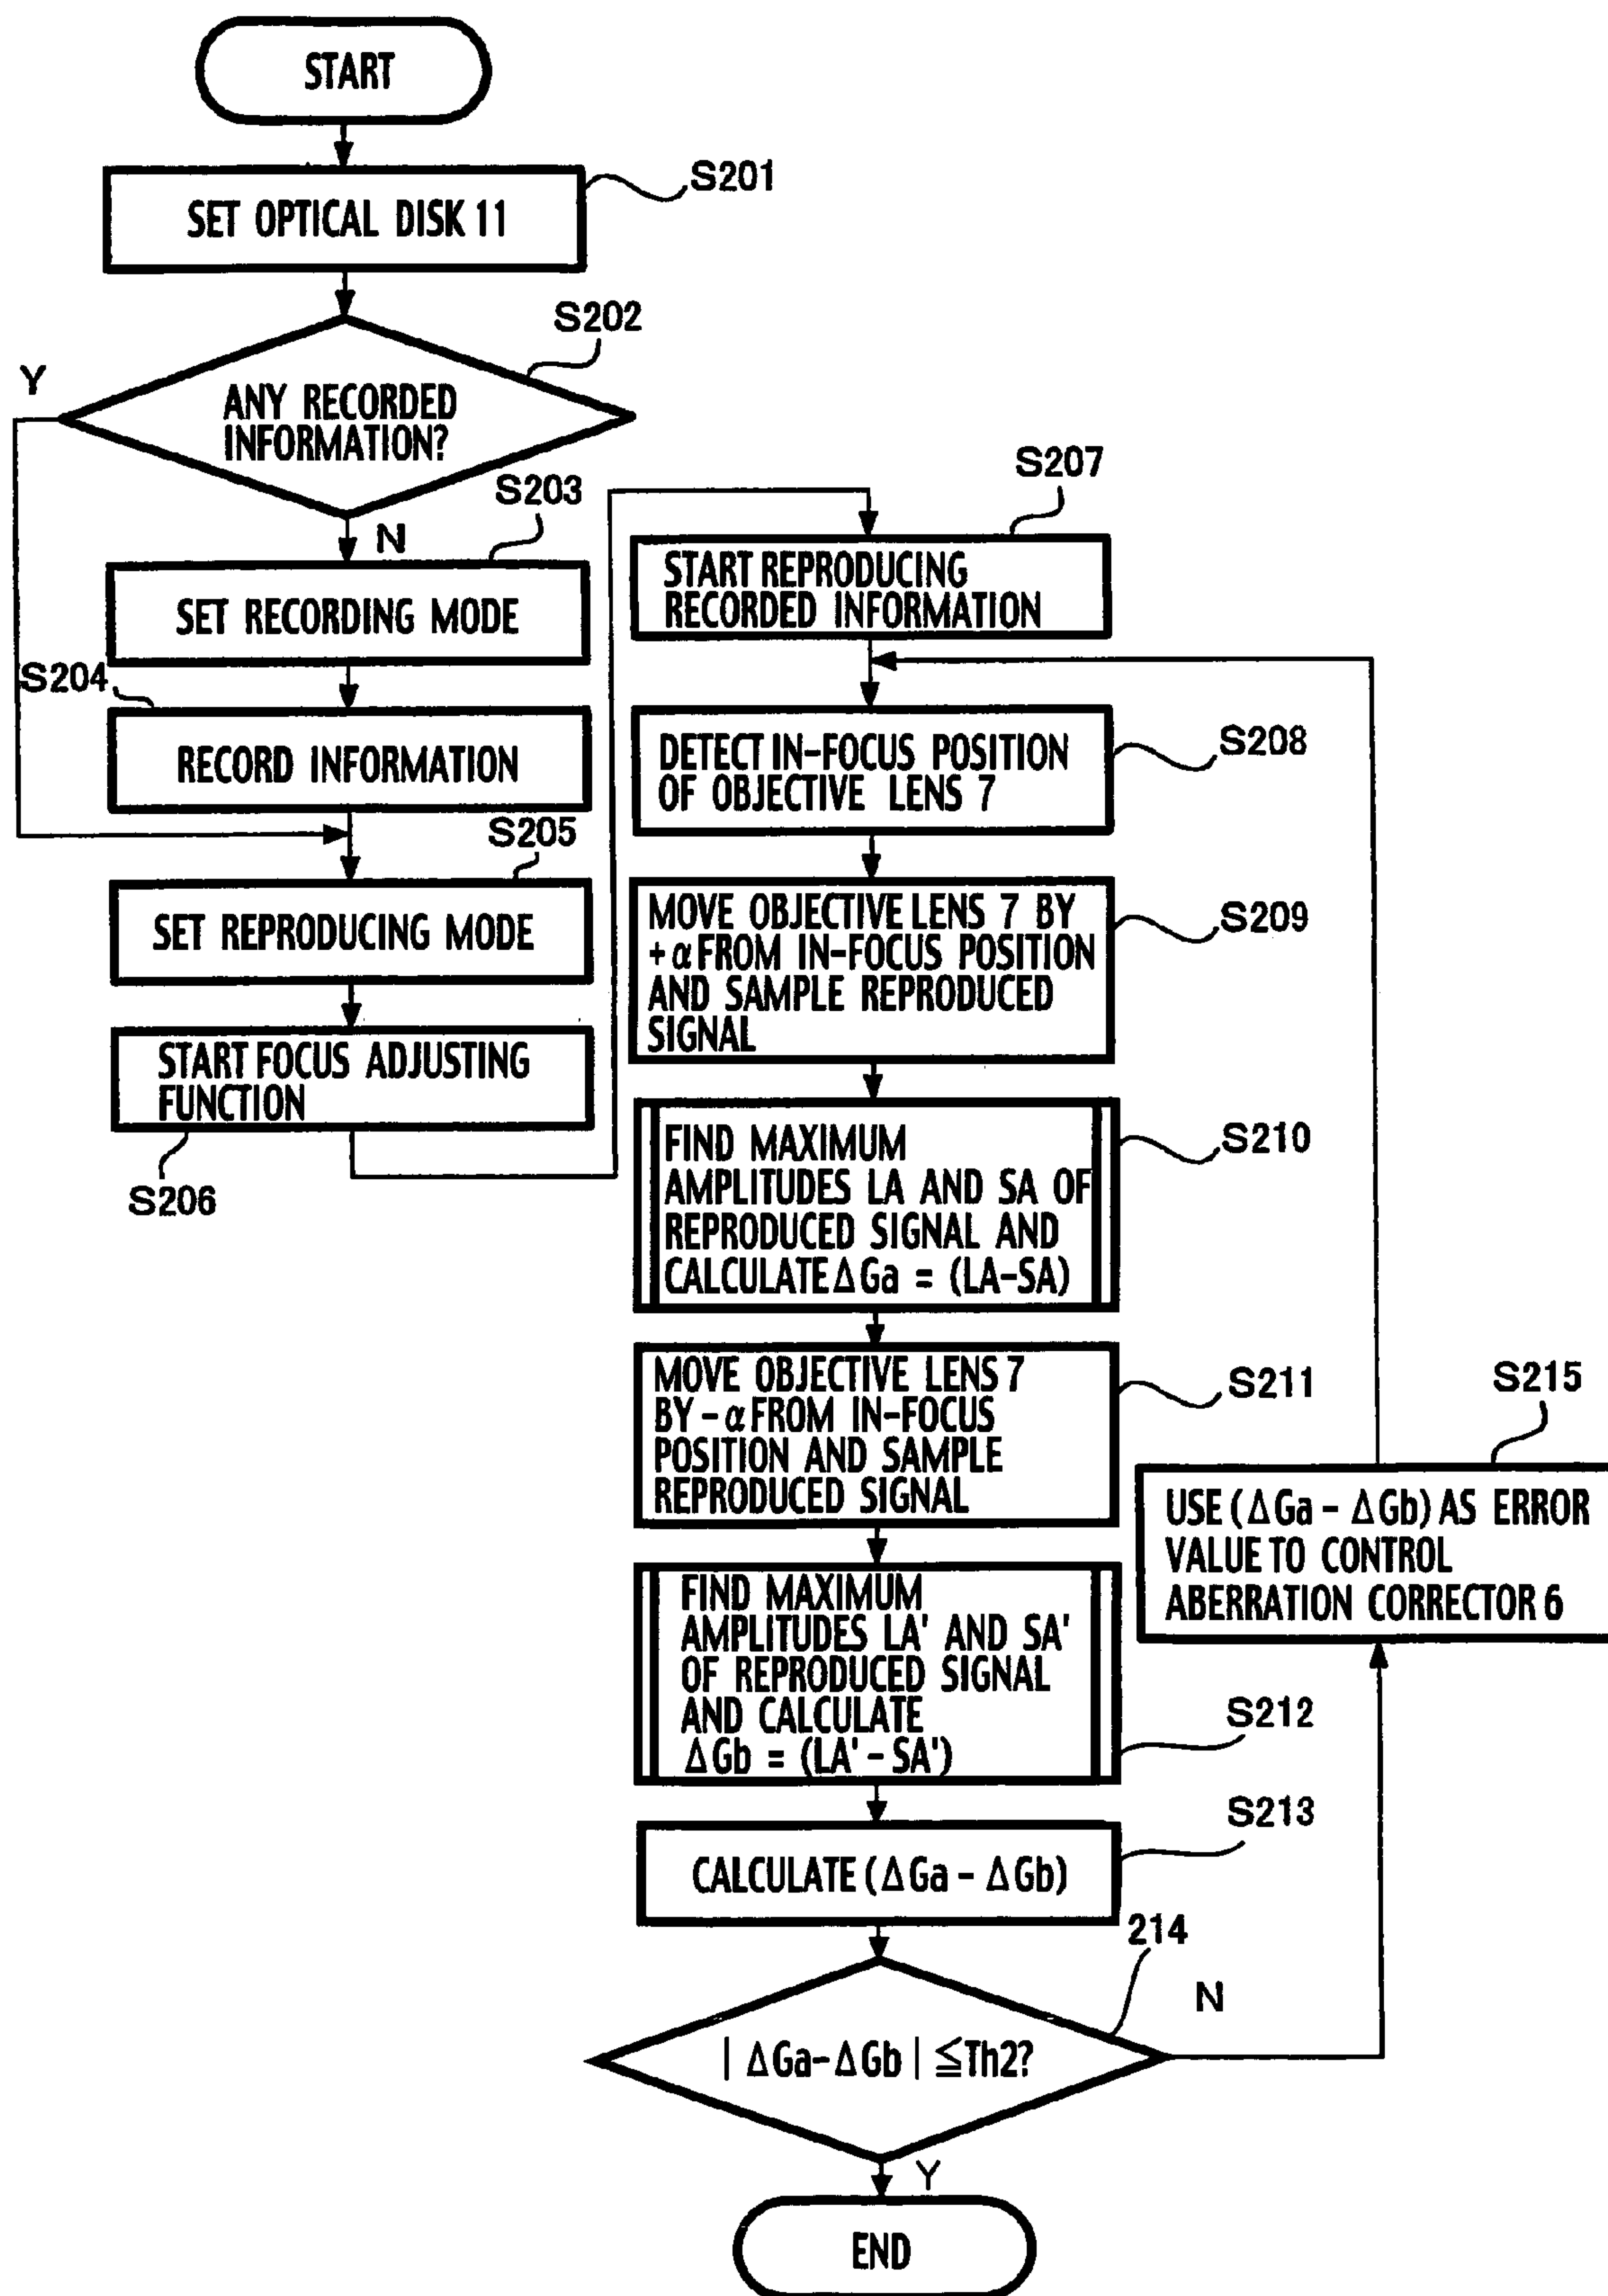 START
S201
SET OPTICAL DISK 11
S202
Y
ANY RECORDED
INFORMATION?
N
S203
SET RECORDING MODE
S204
RECORD INFORMATION
S205
SET REPRODUCING MODE
START FOCUS ADJUSTING
FUNCTION
S206
S207
START REPRODUCING
RECORDED INFORMATION
S208
DETECT IN-FOCUS POSITION
OF OBJECTIVE LENS 7
S209
MOVE OBJECTIVE LENS 7 BY
+α FROM IN-FOCUS POSITION
AND SAMPLE REPRODUCED
SIGNAL
S210
FIND MAXIMUM
AMPLITUDES LA AND SA OF
REPRODUCED SIGNAL AND
CALCULATE ΔGa = (LA-SA)
S211
MOVE OBJECTIVE LENS 7
BY -α FROM IN-FOCUS
POSITION AND SAMPLE
REPRODUCED SIGNAL
FIND MAXIMUM
AMPLITUDES LA' AND SA'
OF REPRODUCED SIGNAL
AND CALCULATE
ΔGb = (LA' - SA')
S212
S213
CALCULATE (ΔGa - ΔGb)
214
| ΔGa-ΔGb | ≦Th2?
N
Y
END
S215
USE (ΔGa - ΔGb) AS ERROR
VALUE TO CONTROL
ABERRATION CORRECTOR 6